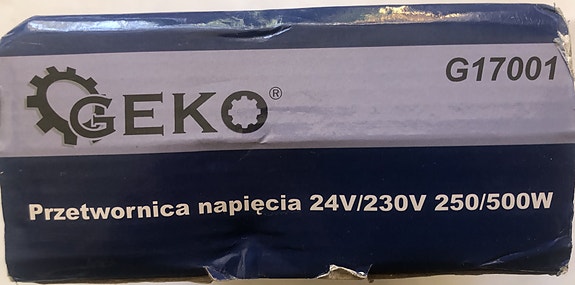 G17001
GEKO®
Przetwornica napięcia 24V/230V 250/500W